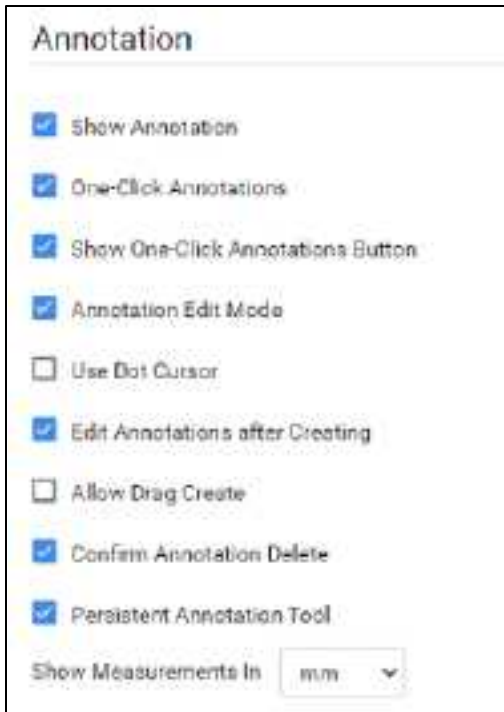 Annotation
Show Annotation
One-Click Annotations
Show One-Click Annotations Button
Annotation Edit Mode
Use Dot Cursor
Edit Annotations after Creating
Allow Drag Create
Confirm Annotation Delete
Persistent Annotation Tool
Show Measurements In mm